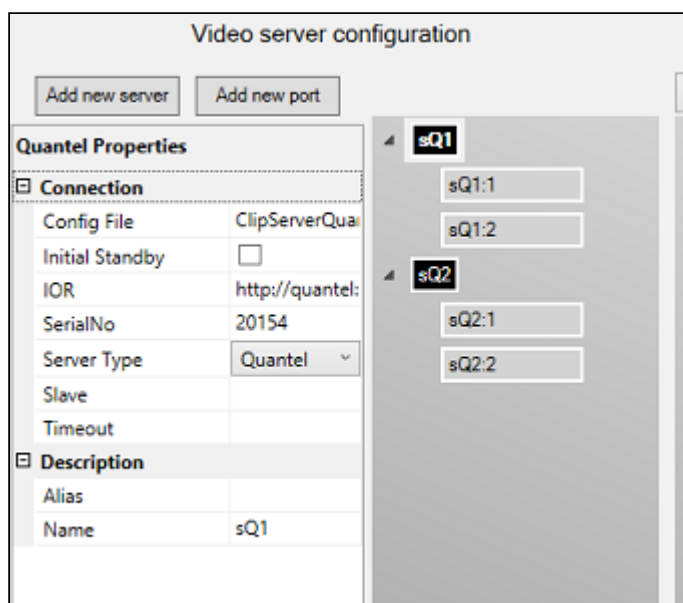 Video server configuration
Add new server
Add new port
Quantel Properties
Connection
Config File ClipServerQua
Initial Standby
IOR http://quantel:
SerialNo 20154
Server Type Quantel
Slave
Timeout
Description
Alias
Name sQ1
sQ1
sQ1:1
sQ1:2
sQ2
sQ2:1
sQ2:2